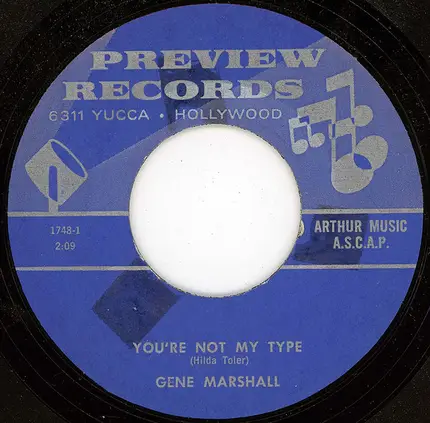 PREVIEW
RECORDS
6311 YUCCA • HOLLYWOOD
1748-1
2:09
ARTHUR MUSIC
A.S.C.A.P.
YOU'RE NOT MY TYPE
(Hilda Toler)
GENE MARSHALL